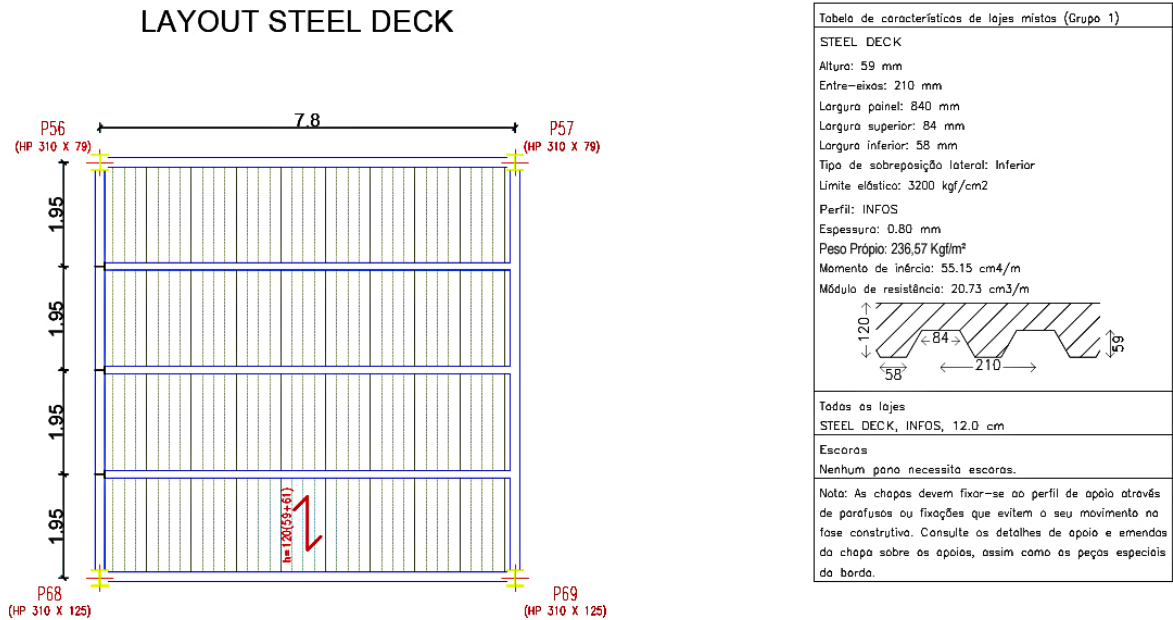 LAYOUT STEEL DECK
7.8
P56
(HP 310 X 79)
P57
(HP 310 X 79)
1.95
1.95
1.95
1.95
h=120(59+61)
P68
(HP 310 X 125)
P69
(HP 310 X 125)
Tabela de características de lajes mistas (Grupo 1)
STEEL DECK
Altura: 59 mm
Entre-eixos: 210 mm
Largura painel: 840 mm
Largura superior: 84 mm
Largura inferior: 58 mm
Tipo de sobreposição lateral: Inferior
Limite elástico: 3200 kgf/cm2
Perfil: INFOS
Espessura: 0.80 mm
Peso Própio: 236,57 Kgf/m²
Momento de inércia: 55.15 cm4/m
Módulo de resistência: 20.73 cm3/m
120
84
59
58
210
Todas as lajes
STEEL DECK, INFOS, 12.0 cm
Escoras
Nenhum pano necessita escoras.
Nota: As chapas devem fixar-se ao perfil de apoio através
de parafusos ou fixações que evitem o seu movimento na
fase construtiva. Consulte os detalhes de apoio e emendas
da chapa sobre os apoios, assim como as peças especiais
da borda.